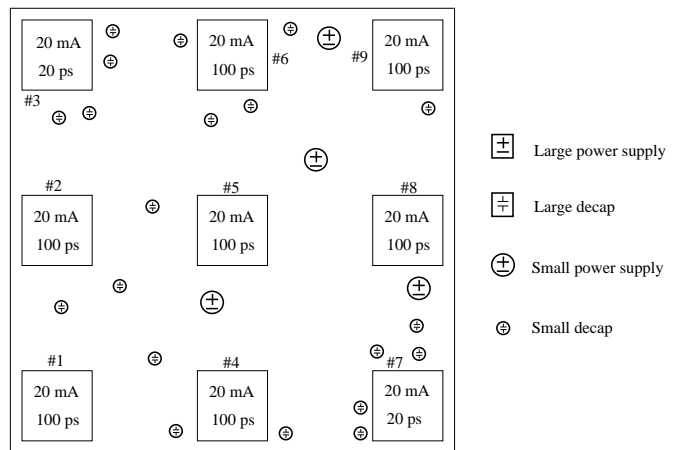 20 mA
20 ps
#3
20 mA
100 ps
#6
#9
20 mA
100 ps
#2
20 mA
100 ps
#5
20 mA
100 ps
#8
20 mA
100 ps
#1
20 mA
100 ps
#4
20 mA
100 ps
#7
20 mA
20 ps
Large power supply
Large decap
Small power supply
Small decap